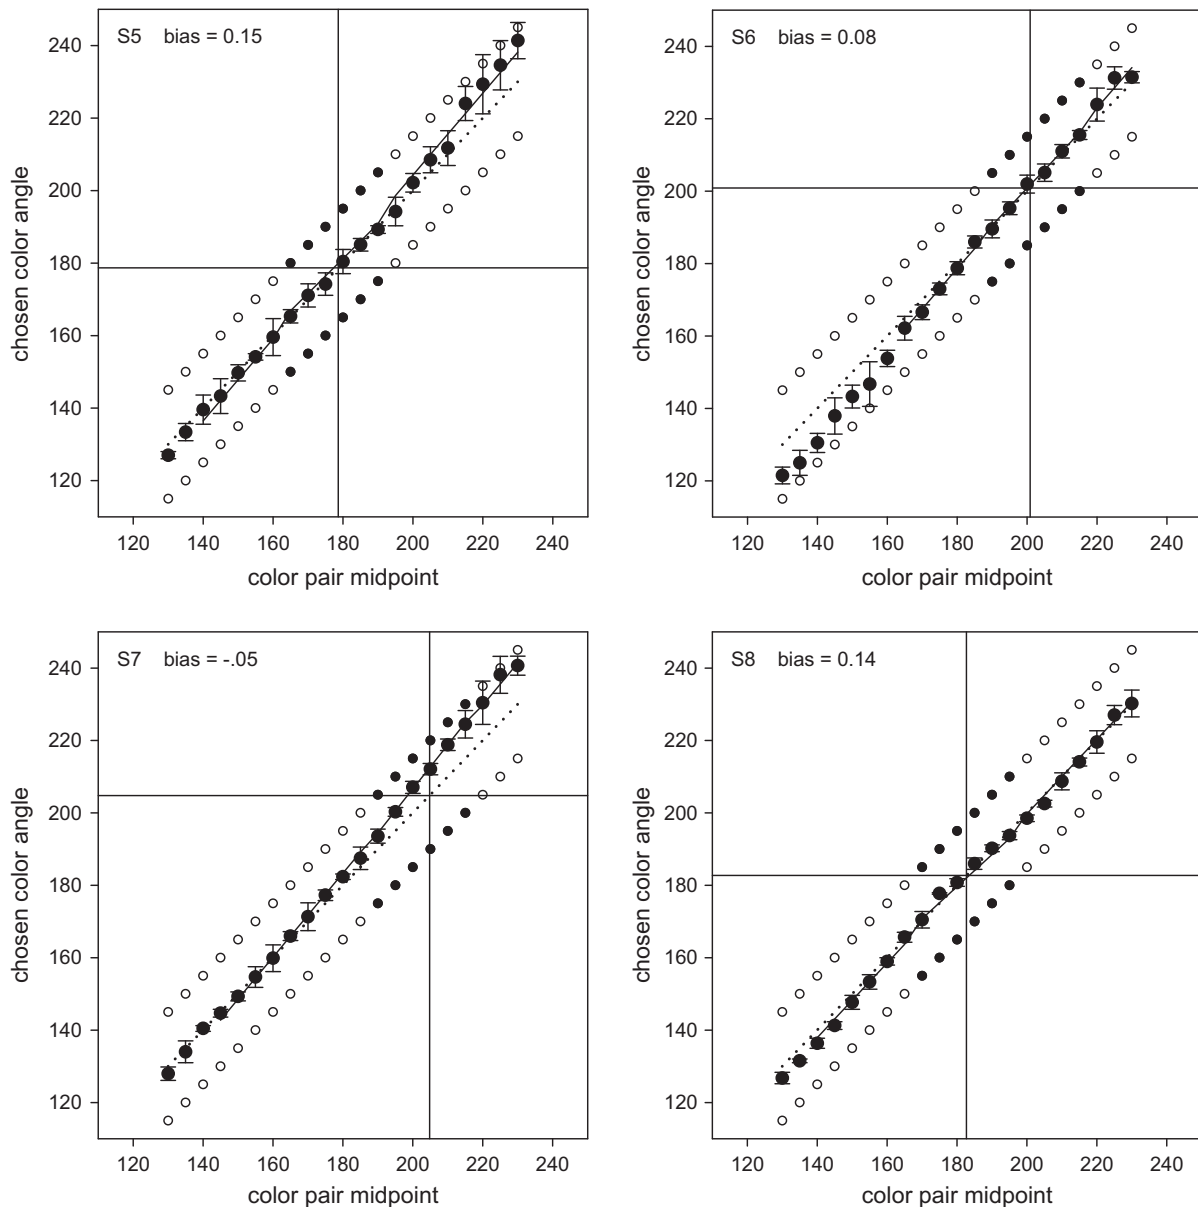 S5 bias = 0.15
240
220
200
180
160
140
120
chosen color angle
120 140 160 180 200 220 240
color pair midpoint
S6 bias = 0.08
240
220
200
180
160
140
120
chosen color angle
120 140 160 180 200 220 240
color pair midpoint
S7 bias = -.05
240
220
200
180
160
140
120
chosen color angle
120 140 160 180 200 220 240
color pair midpoint
S8 bias = 0.14
240
220
200
180
160
140
120
chosen color angle
120 140 160 180 200 220 240
color pair midpoint